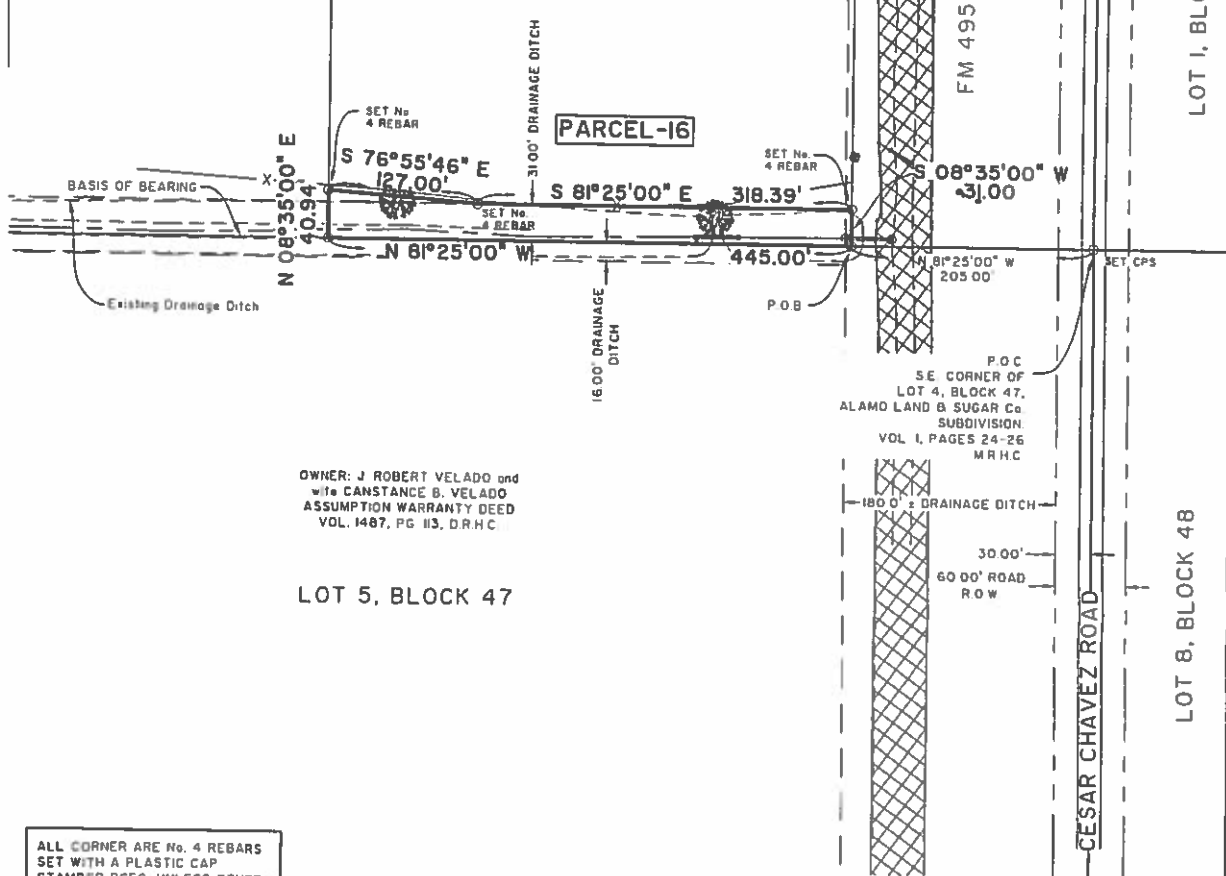 FM 495
LOT 1, BL
31.00' DRAINAGE DITCH
PARCEL-16
SET No.
4 REBAR
S 76°55'46" E
127.00'
SET No.
4 REBAR
S 81°25'00" E 318.39'
SET No.
4 REBAR
S 08°35'00" W
31.00
BASIS OF BEARING
X
N 08°35'00" E
40.94
N 81°25'00" W
445.00'
N 81°25'00" W
205.00'
SET CPS
Existing Drainage Ditch
16.00' DRAINAGE
DITCH
P.O.B
P.O.C
S.E. CORNER OF
LOT 4, BLOCK 47,
ALAMO LAND & SUGAR Co.
SUBDIVISION.
VOL 1, PAGES 24-26
M R H.C
OWNER: J ROBERT VELADO and
wife CANSTANCE B. VELADO
ASSUMPTION WARRANTY DEED
VOL. 1487, PG 113, D.R.H.C
180.0' ± DRAINAGE DITCH
30.00'
60.00' ROAD
R.O.W
LOT 5, BLOCK 47
CESAR CHAVEZ ROAD
LOT 8, BLOCK 48
ALL CORNER ARE No. 4 REBARS
SET WITH A PLASTIC CAP